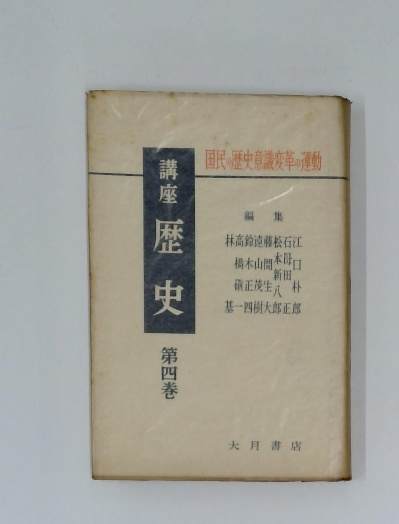 国民の歴史意識変革の運動
講座
歴史
第四巻
編集
江口朴郎
石母田正
松本新八郎
藤間生大
遠山茂樹
鈴木正四
高橋磌一
林基
大月書店